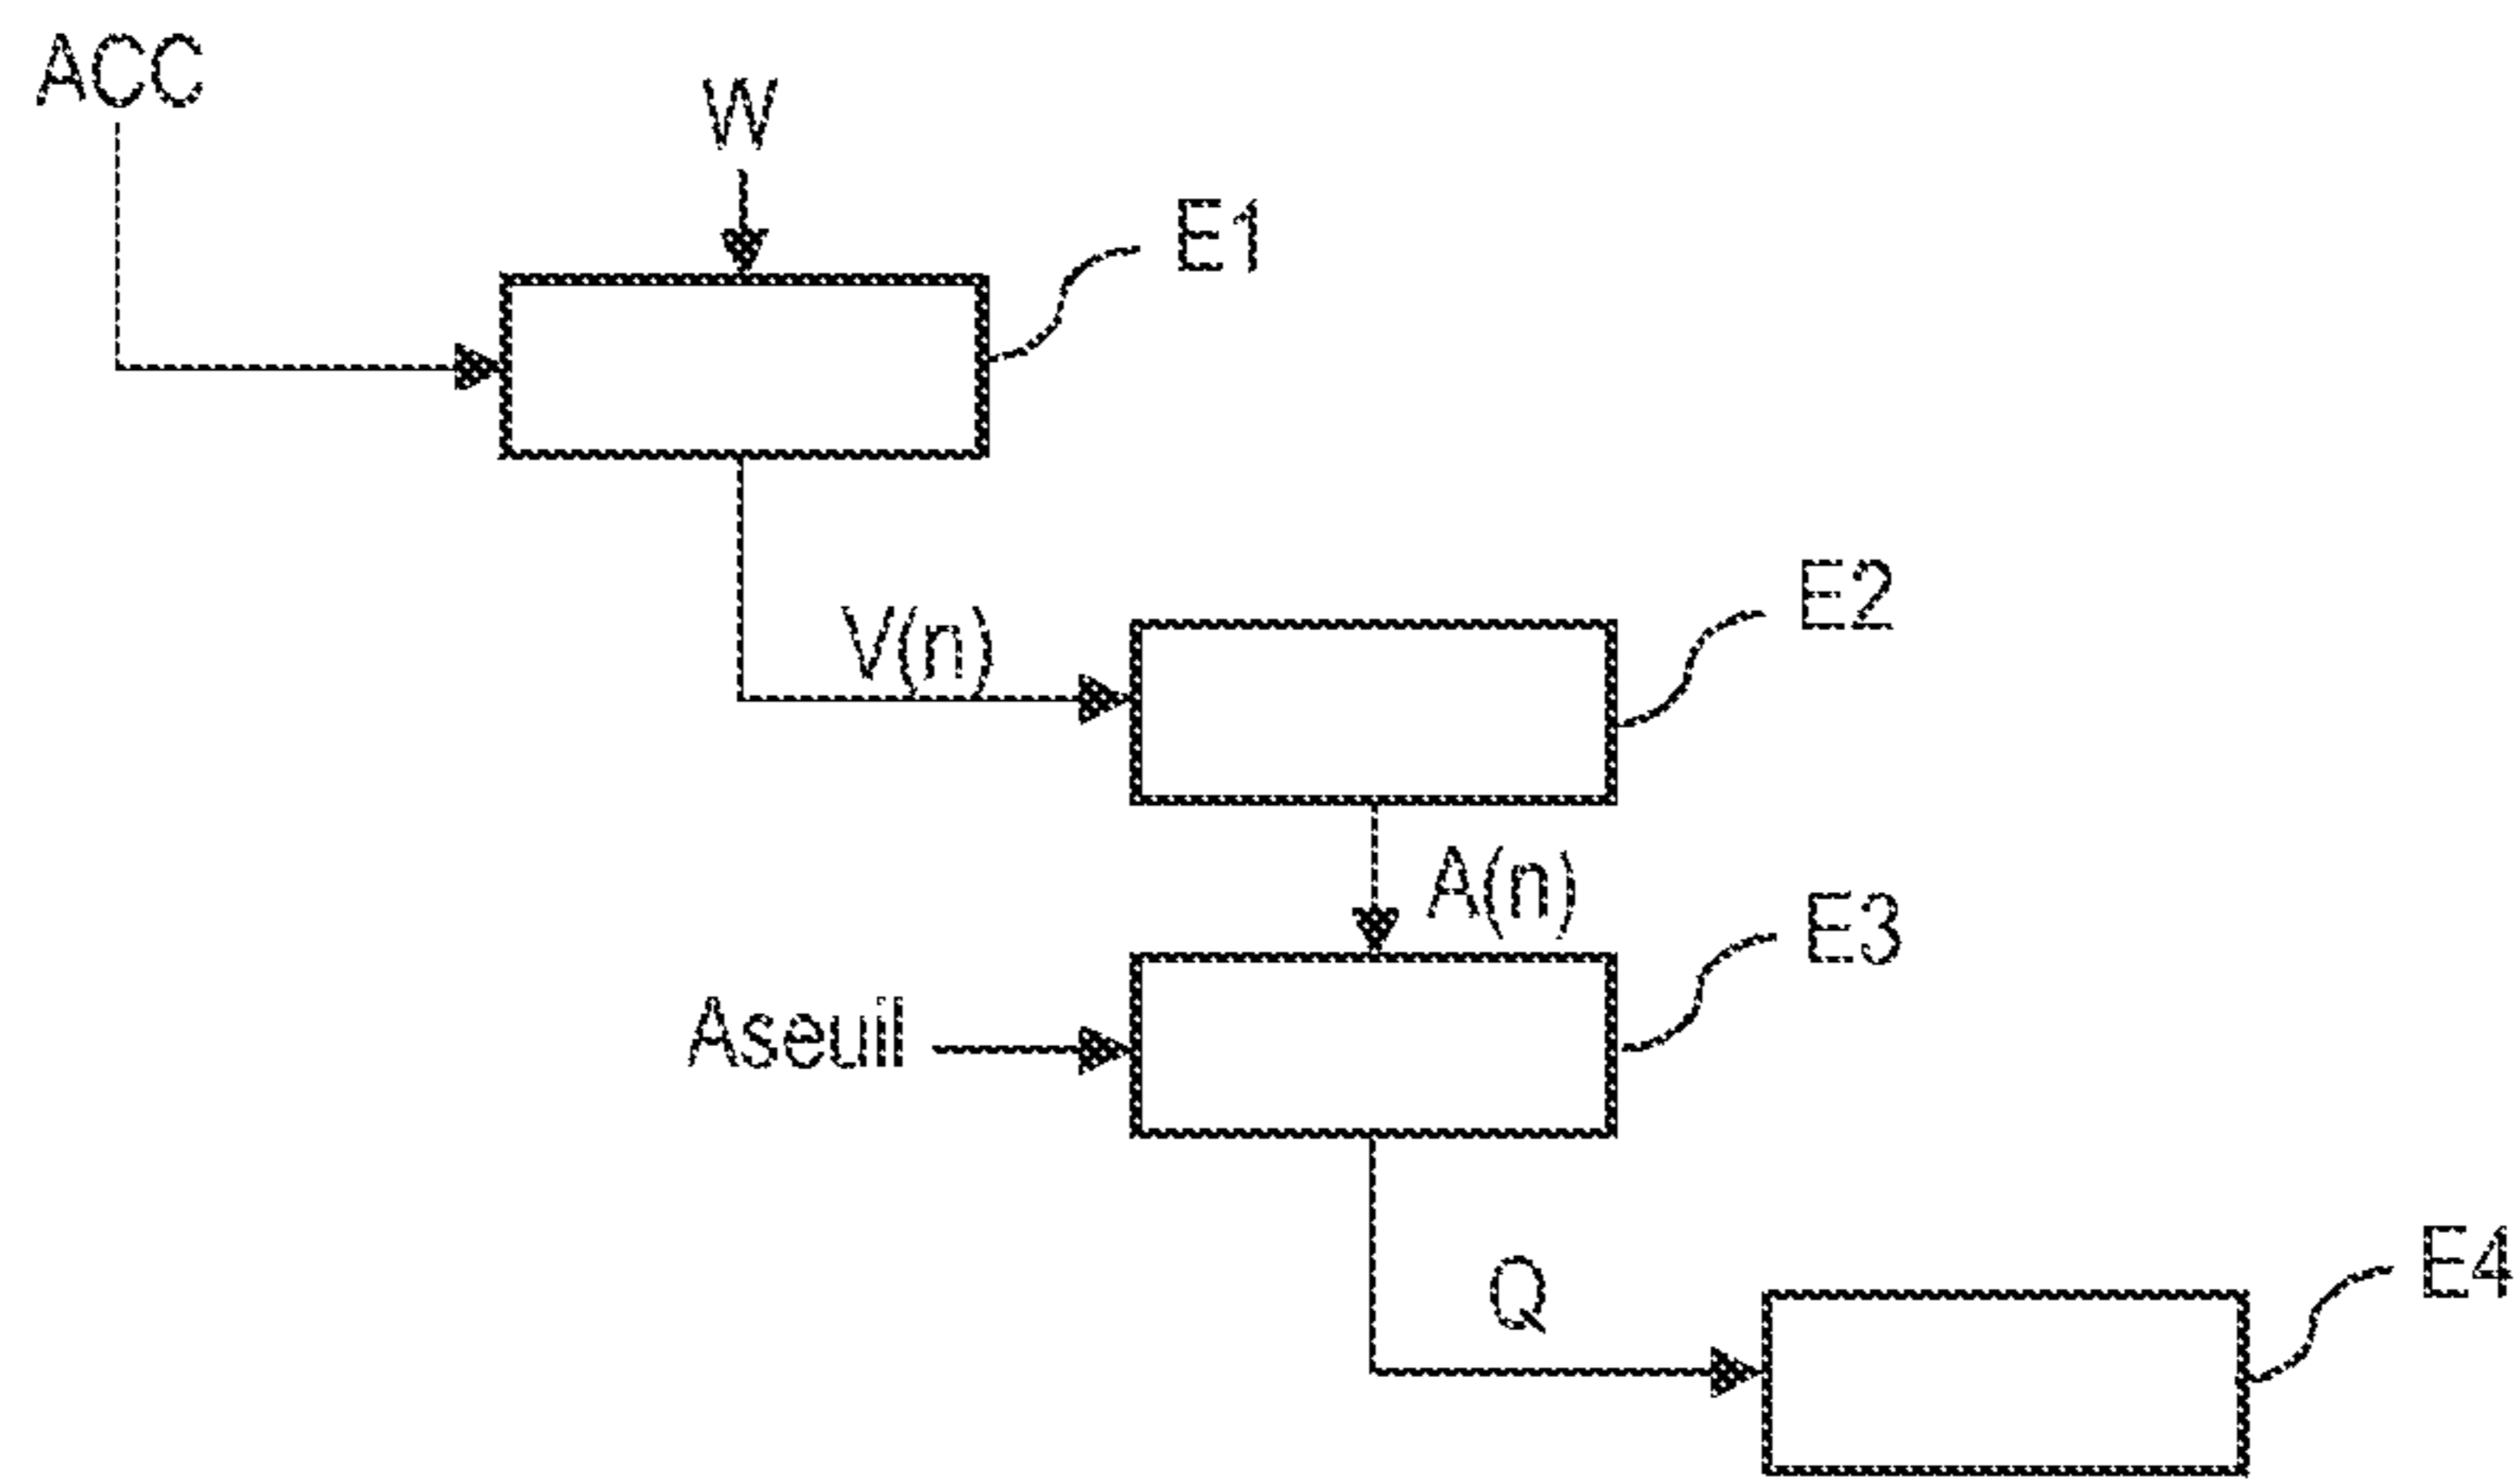 ACC
W
E1
V(n)
E2
A(n)
E3
Aseuil
Q
E4